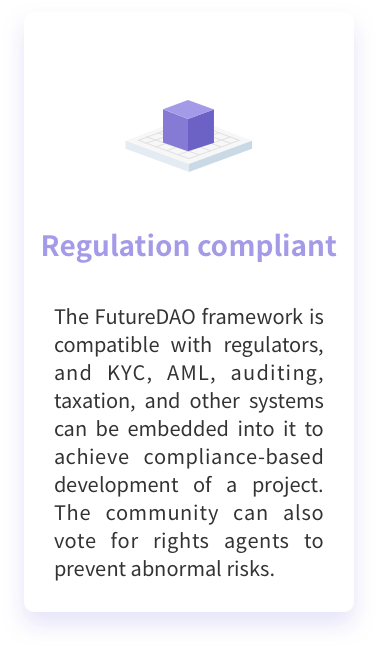 Regulation compliant
The FutureDAO framework is
compatible with regulators,
and KYC, AML, auditing,
taxation, and other systems
can be embedded into it to
achieve compliance-based
development of a project.
The community can also
vote for rights agents to
prevent abnormal risks.